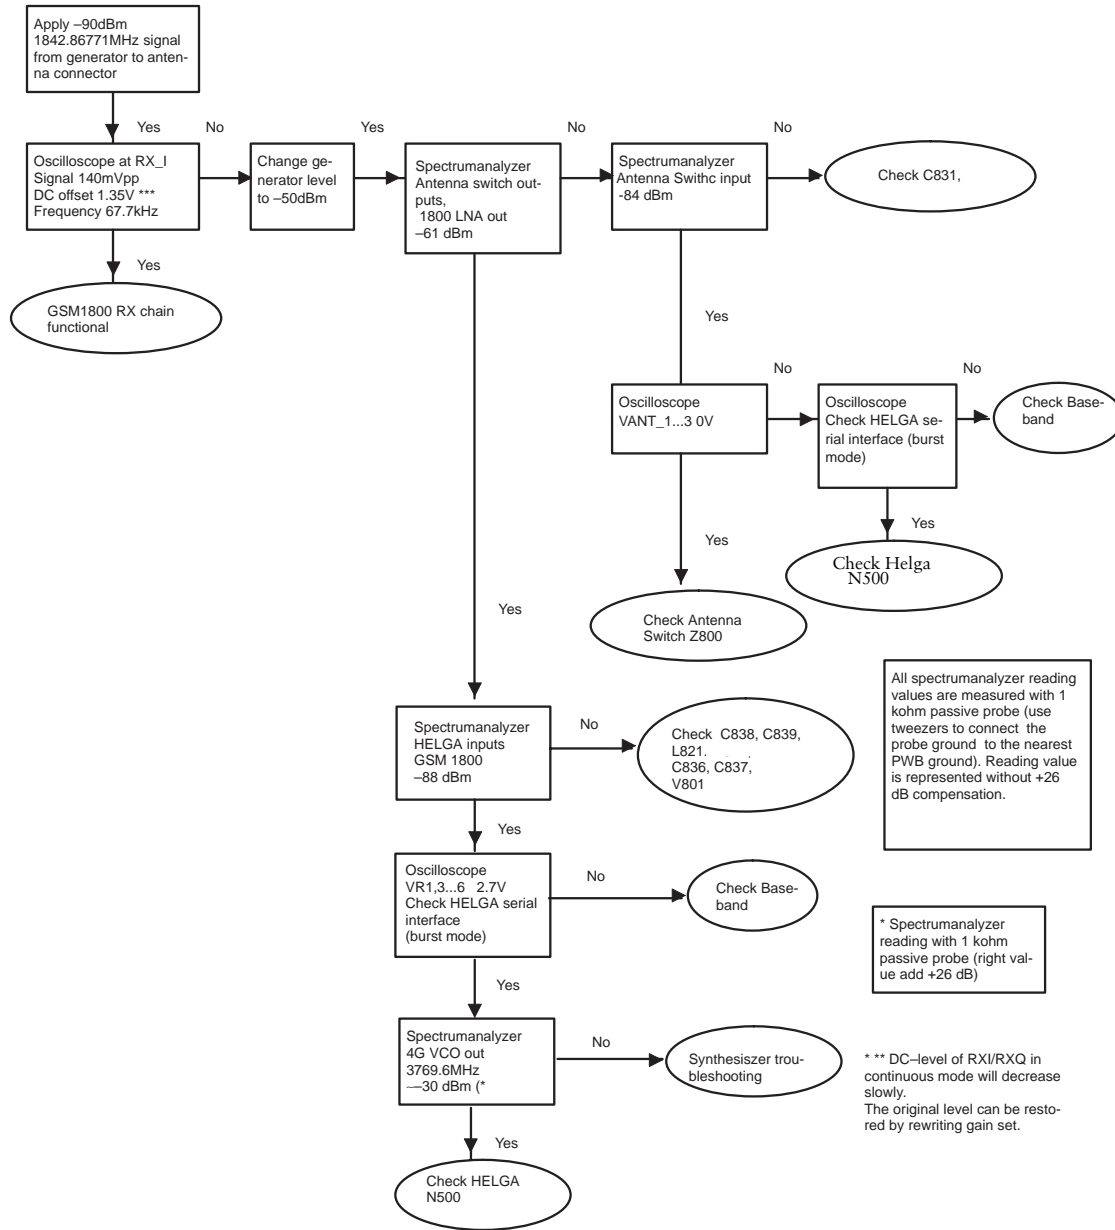 Apply –90dBm
1842.86771MHz signal
from generator to anten-
na connector
Yes
No
Yes
No
No
Oscilloscope at RX_I
Signal 140mVpp
DC offset 1.35V ***
Frequency 67.7kHz
Change ge-
nerator level
to –50dBm
Spectrumanalyzer
Antenna switch out-
puts,
1800 LNA out
–61 dBm
Spectrumanalyzer
Antenna Swithc input
-84 dBm
Check C831,
Yes
GSM1800 RX chain
functional
Yes
No
No
Oscilloscope
VANT_1...3 0V
Oscilloscope
Check HELGA se-
rial interface (burst
mode)
Check Base-
band
Yes
Yes
Check Helga
N500
Yes
Check Antenna
Switch Z800
All spectrumanalyzer reading
values are measured with 1
kohm passive probe (use
tweezers to connect the
probe ground to the nearest
PWB ground). Reading value
is represented without +26
dB compensation.
Spectrumanalyzer
HELGA inputs
GSM 1800
–88 dBm
No
Check C838, C839,
L821.
C836, C837,
V801
Yes
Oscilloscope
VR1,3...6 2.7V
Check HELGA serial
interface
(burst mode)
No
Check Base-
band
* Spectrumanalyzer
reading with 1 kohm
passive probe (right val-
ue add +26 dB)
Yes
Spectrumanalyzer
4G VCO out
3769.6MHz
~–30 dBm (*
No
Synthesiszer trou-
bleshooting
* ** DC–level of RXI/RXQ in
continuous mode will decrease
slowly.
The original level can be resto-
red by rewriting gain set.
Yes
Check HELGA
N500